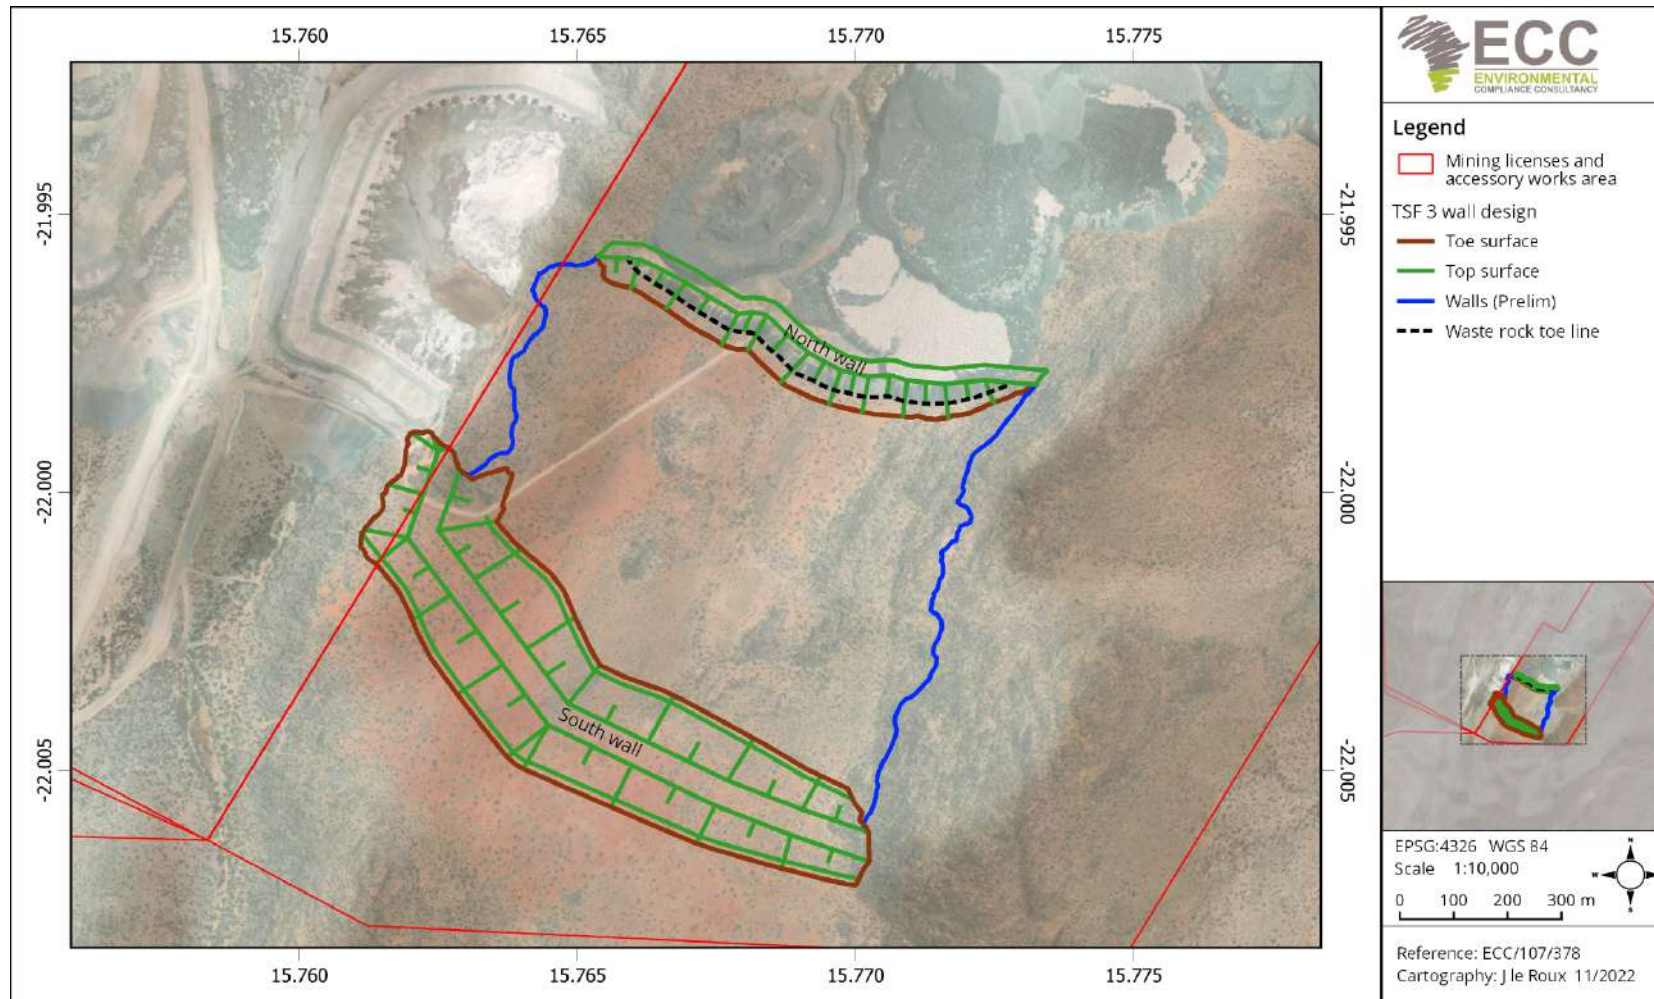 15.760 15.765 15.770 15.775
-21.995 -21.995
-22.000 -22.000
-22.005 -22.005
North wall
South wall
15.760 15.765 15.770 15.775
ECC
ENVIRONMENTAL
COMPLIANCE CONSULTANCY
Legend
Mining licenses and
accessory works area
TSF 3 wall design
Toe surface
Top surface
Walls (Prelim)
Waste rock toe line
EPSG:4326 WGS 84
Scale 1:10,000
N
W
S
0 100 200 300 m
Reference: ECC/107/378
Cartography: J le Roux 11/2022